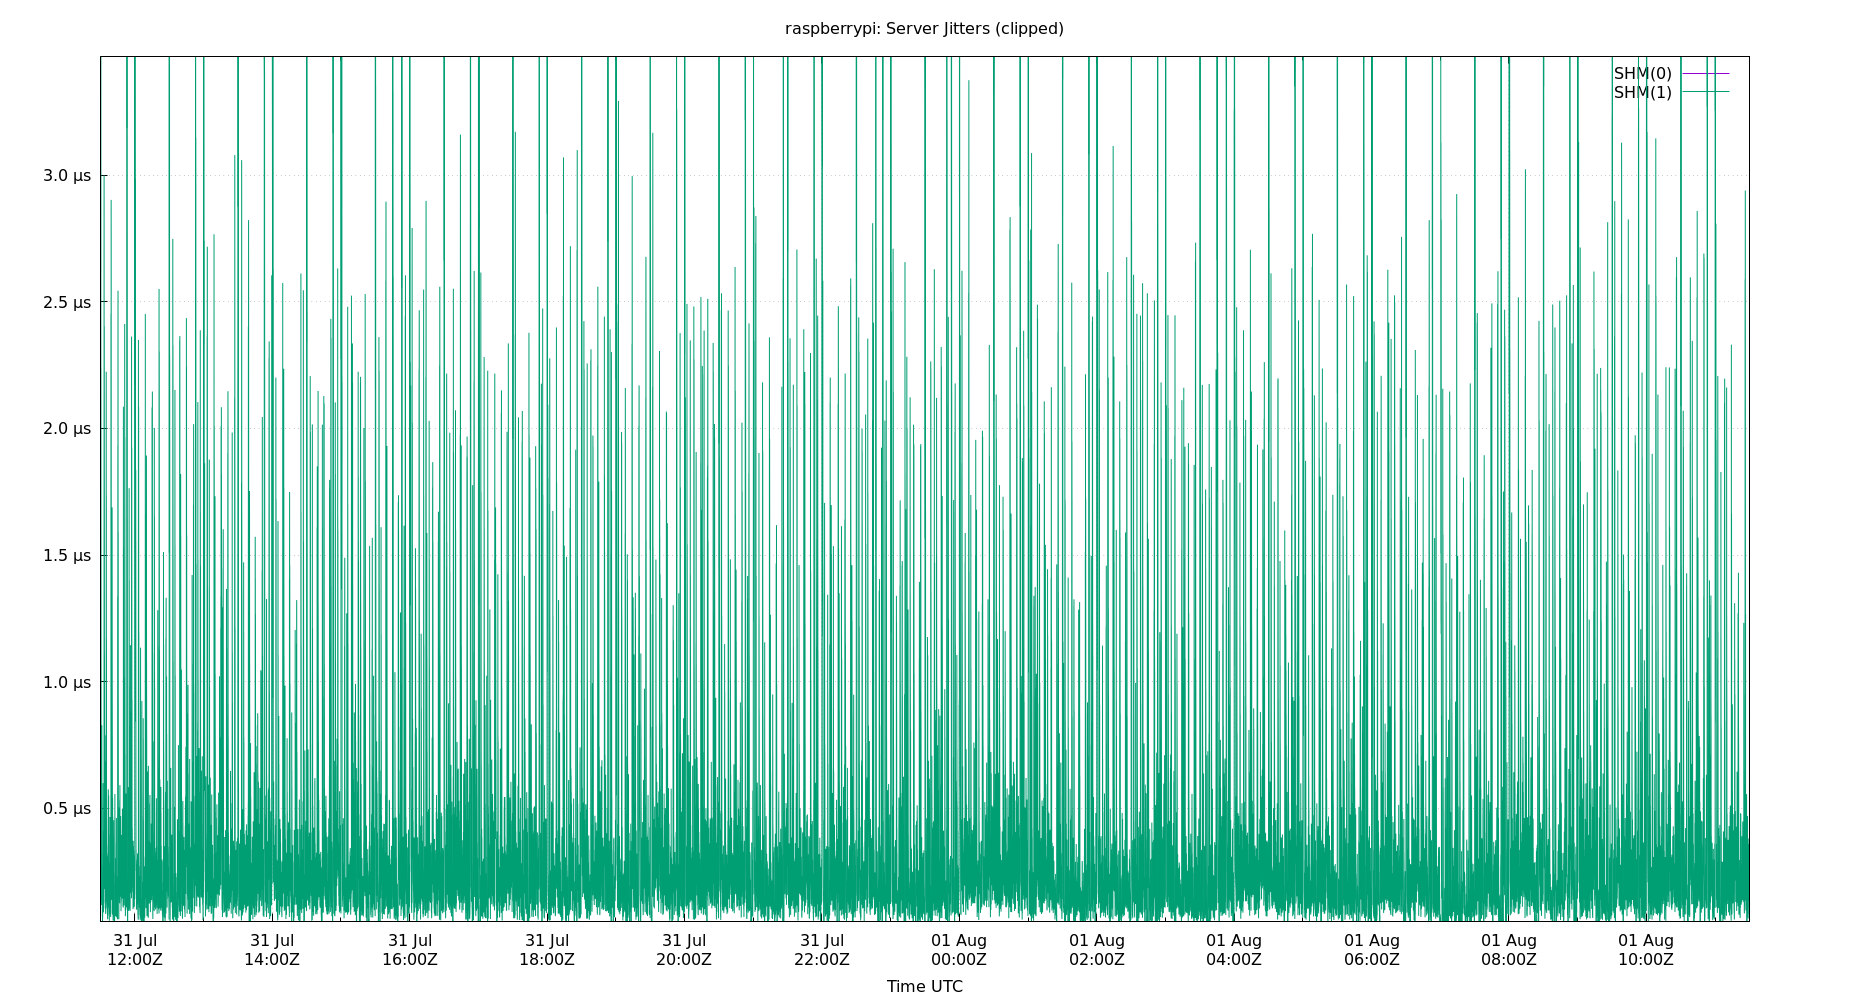 raspberrypi: Server Jitters (clipped)
SHM(0)
SHM(1)
3.0 µs
2.5 µs
2.0 µs
1.5 µs
1.0 µs
0.5 µs
31 Jul 31 Jul 31 Jul 31 Jul 31 Jul 31 Jul 01 Aug 01 Aug 01 Aug 01 Aug 01 Aug 01 Aug
12:00Z 14:00Z 16:00Z 18:00Z 20:00Z 22:00Z 00:00Z 02:00Z 04:00Z 06:00Z 08:00Z 10:00Z
Time UTC